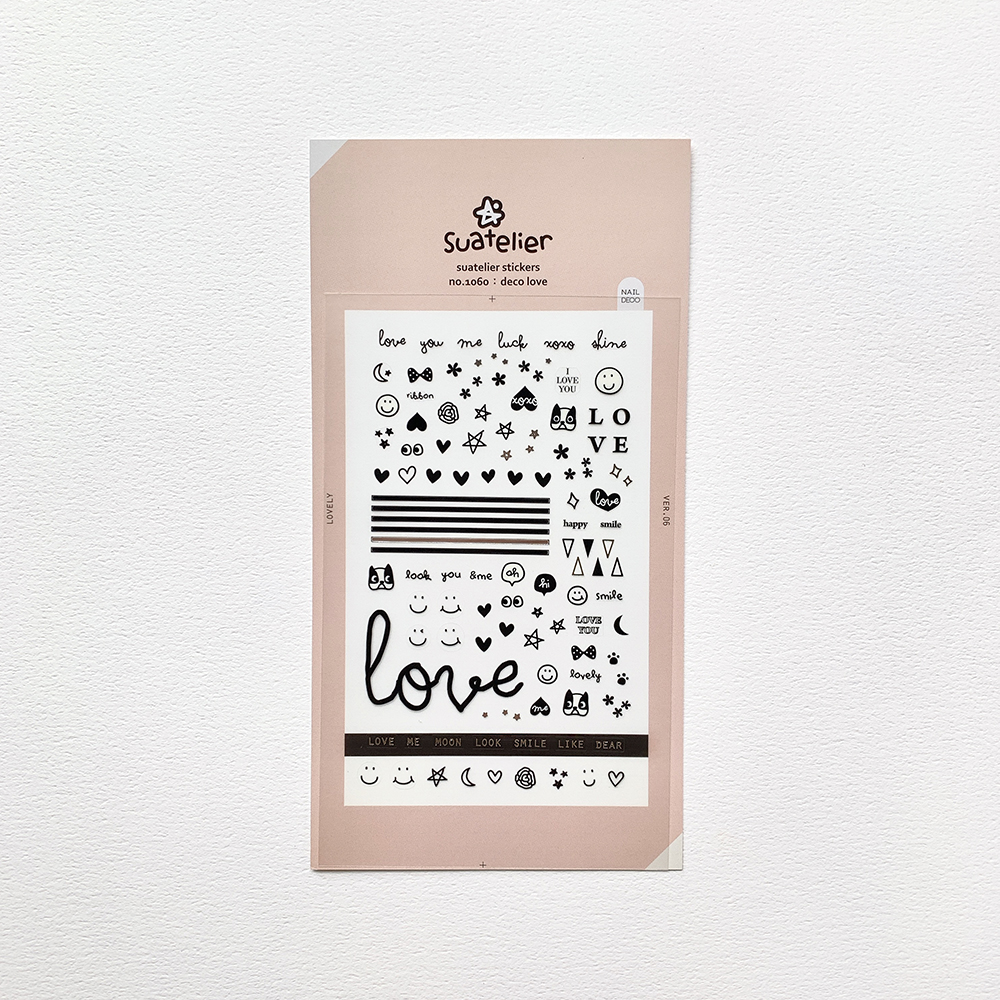 suatelier
suatelier stickers
no.1060 : deco love
NAIL
DECO
love you me luck xoxo shine
I
LOVE
YOU
ribbon
xoxo
LO
VE
LOVELY
VER.06
love
happy smile
look you &me oh
hi
smile
LOVE
YOU
love
lovely
me
LOVE ME MOON LOOK SMILE LIKE DEAR